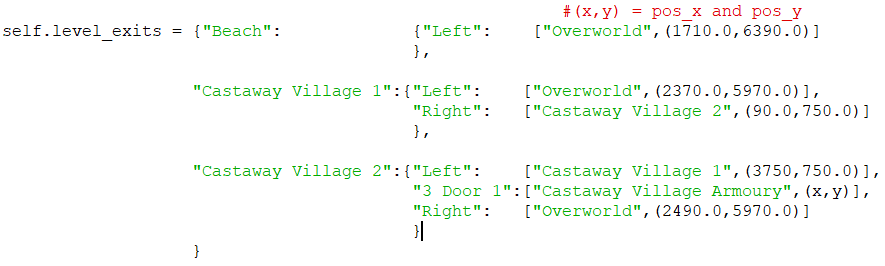 #(x,y) = pos_x and pos_y
self.level_exits = {"Beach": {"Left": ["Overworld",(1710.0,6390.0)]
},
"Castaway Village 1":{"Left": ["Overworld",(2370.0,5970.0)],
"Right": ["Castaway Village 2",(90.0,750.0)]
},
"Castaway Village 2":{"Left": ["Castaway Village 1",(3750,750.0)],
"3 Door 1":["Castaway Village Armoury",(x,y)],
"Right": ["Overworld",(2490.0,5970.0)]
}
}